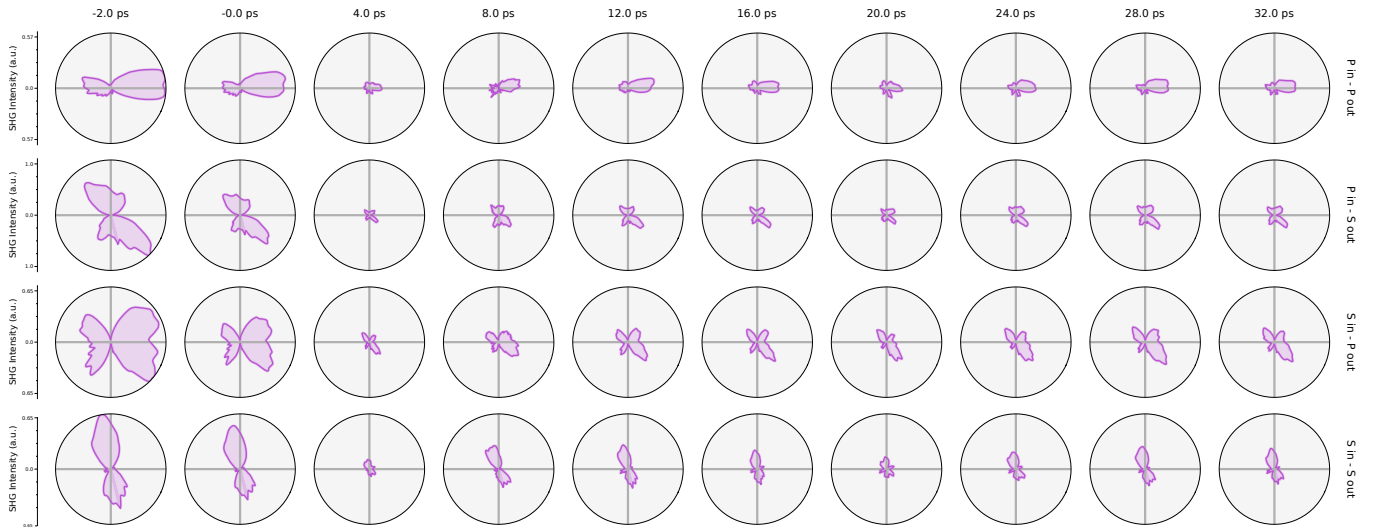 -2.0 ps -0.0 ps 4.0 ps 8.0 ps 12.0 ps 16.0 ps 20.0 ps 24.0 ps 28.0 ps 32.0 ps
SHG Intensity (a.u.)
0.57
0.0
0.57
P in - P out
SHG Intensity (a.u.)
1.0
0.0
1.0
P in - S out
SHG Intensity (a.u.)
0.65
0.0
0.65
S in - P out
SHG Intensity (a.u.)
0.65
0.0
0.65
S in - S out